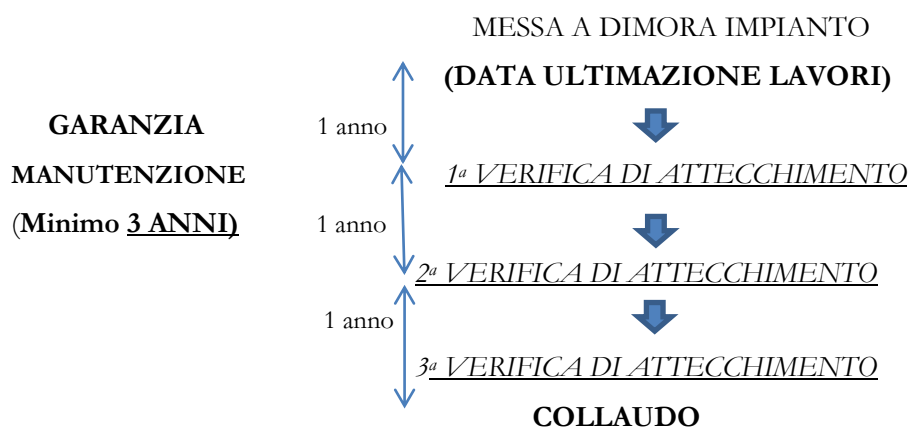 MESSA A DIMORA IMPIANTO
(DATA ULTIMAZIONE LAVORI)
GARANZIA
MANUTENZIONE
(Minimo 3 ANNI)
1 anno
1ª VERIFICA DI ATTECCHIMENTO
1 anno
2ª VERIFICA DI ATTECCHIMENTO
1 anno
3ª VERIFICA DI ATTECCHIMENTO
COLLAUDO